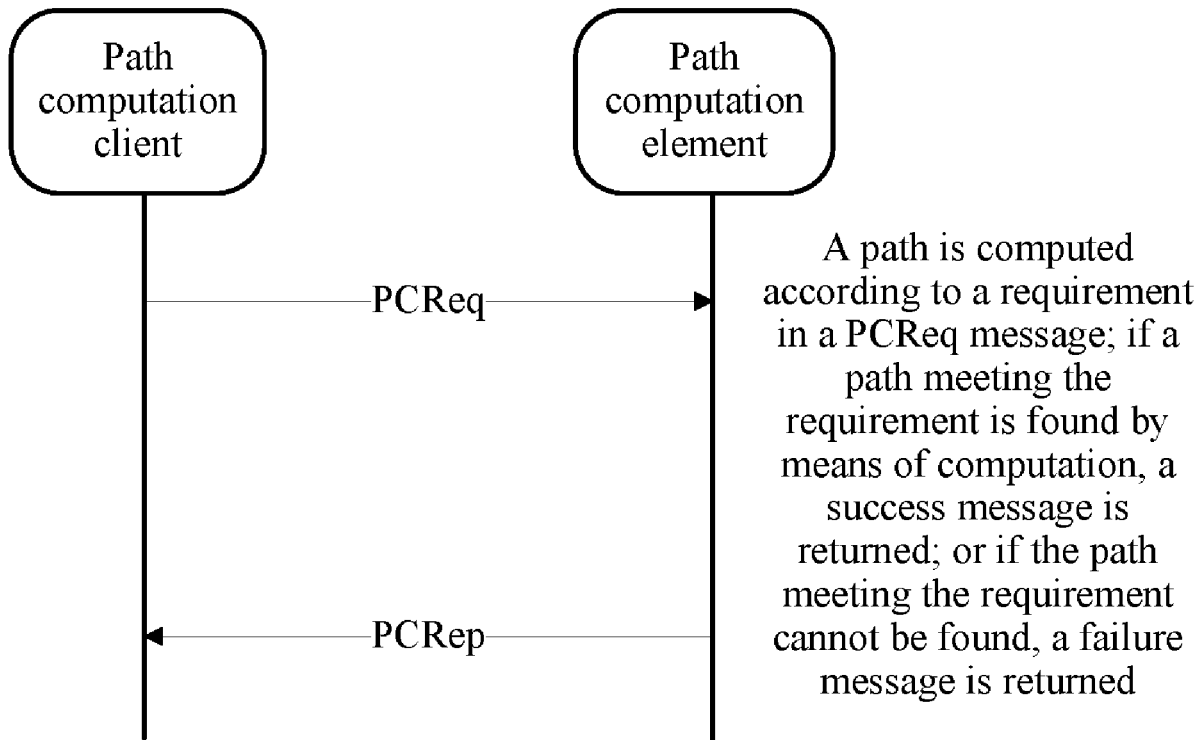 Path
computation
client
Path
computation
element
PCReq
A path is computed
according to a requirement
in a PCReq message; if a
path meeting the
requirement is found by
means of computation, a
success message is
returned; or if the path
meeting the requirement
cannot be found, a failure
message is returned
PCRep